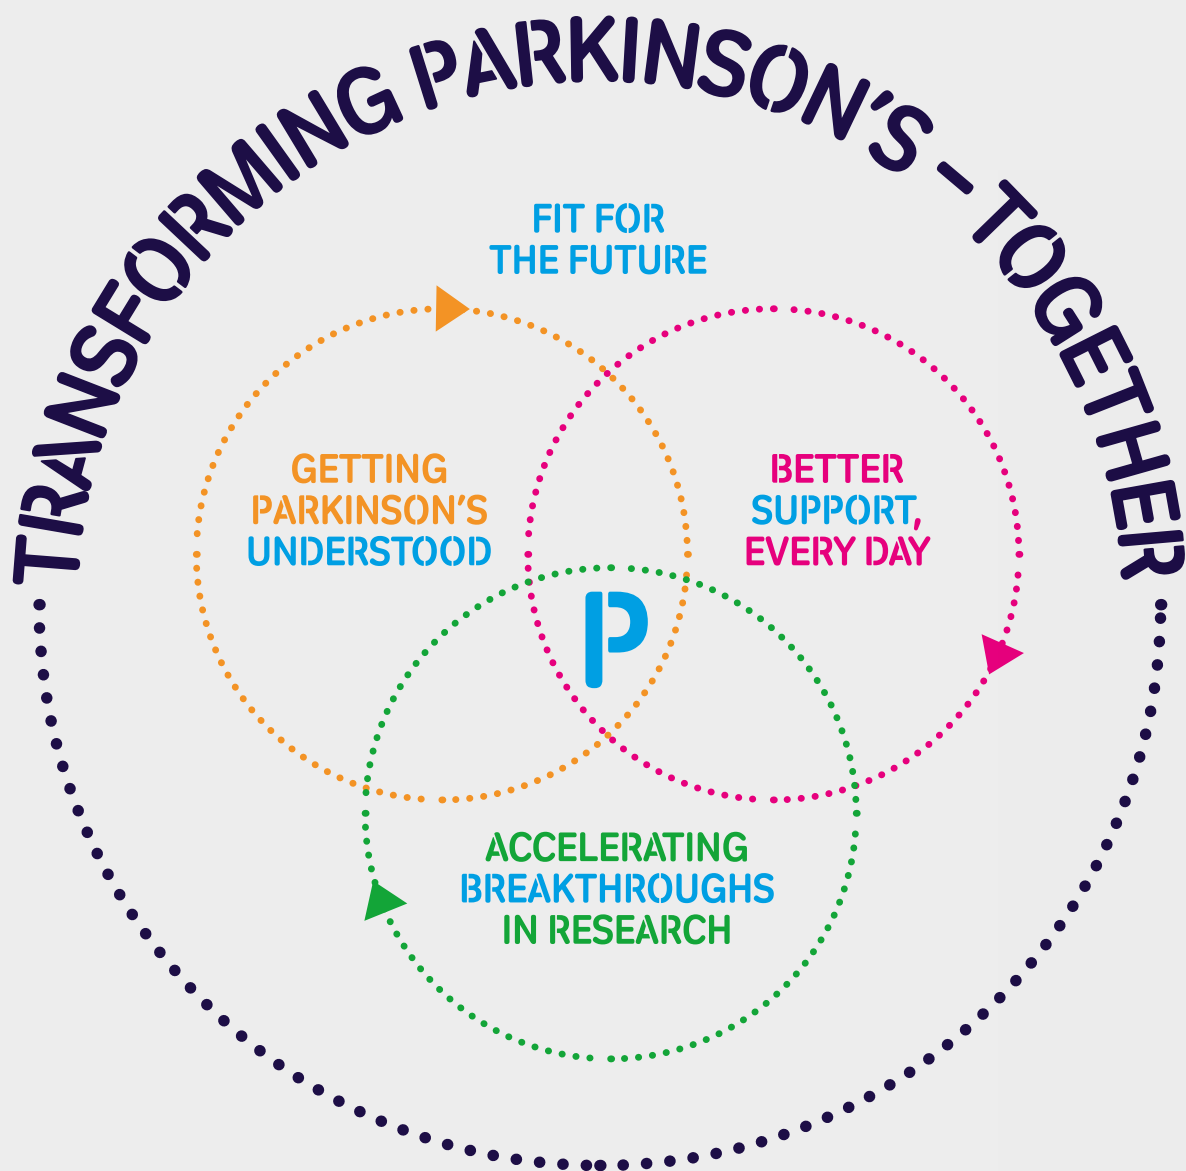 TRANSFORMING PARKINSON'S – TOGETHER
FIT FOR
THE FUTURE
GETTING
PARKINSON'S
UNDERSTOOD
BETTER
SUPPORT,
EVERY DAY
P
ACCELERATING
BREAKTHROUGHS
IN RESEARCH